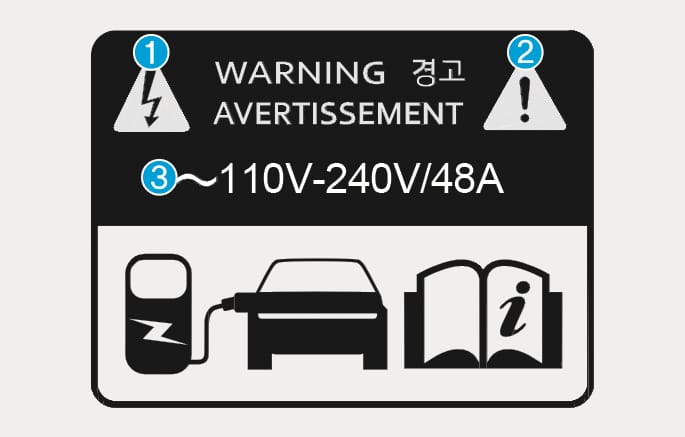 1 2
WARNING 경고
AVERTISSEMENT
3 ~110V-240V/48A
i